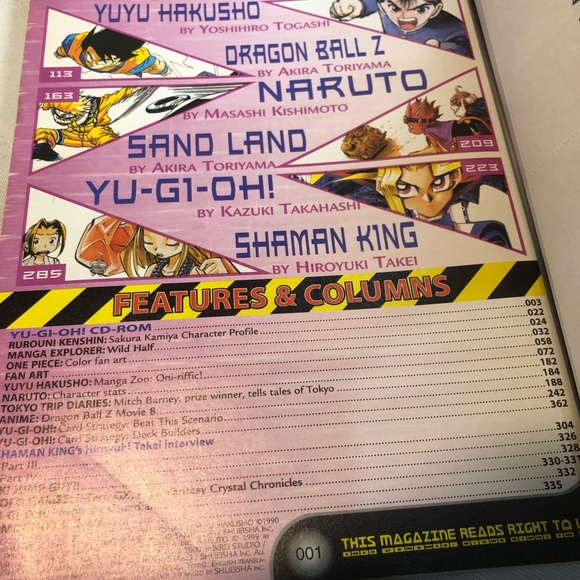 YUYU HAKUSHO
BY YOSHIHIRO TOGASHI
DRAGON BALL Z
BY AKIRA TORIYAMA
113
NARUTO
BY MASASHI KISHIMOTO
163
SAND LAND
BY AKIRA TORIYAMA
209
YU-GI-OH!
BY KAZUKI TAKAHASHI
223
SHAMAN KING
BY HIROYUKI TAKEI
285
FEATURES & COLUMNS
YU-GI-OH! CD-ROM 003
RUROUNI KENSHIN: Sakura Kamiya Character Profile 022
MANGA EXPLORER: Wild Half 024
ONE PIECE: Color fan art 032
FAN ART 058
YUYU HAKUSHO: Manga Zoo: Oni-riffic! 072
NARUTO: Character stats 182
TOKYO TRIP DIARIES: Mitch Barney, prize winner, tells tales of Tokyo 184
ANIME: Dragon Ball Z Movie 8 188
YU-GI-OH!: Card Strategy: Beat This Scenario 242
YU-GI-OH!: Card Strategy: Deck Builders 362
SHAMAN KING's Hiroyuki Takei Interview
Part III 304
326
328
Fantasy Crystal Chronicles 330-331
332
335
001
THIS MAGAZINE READS RIGHT TO